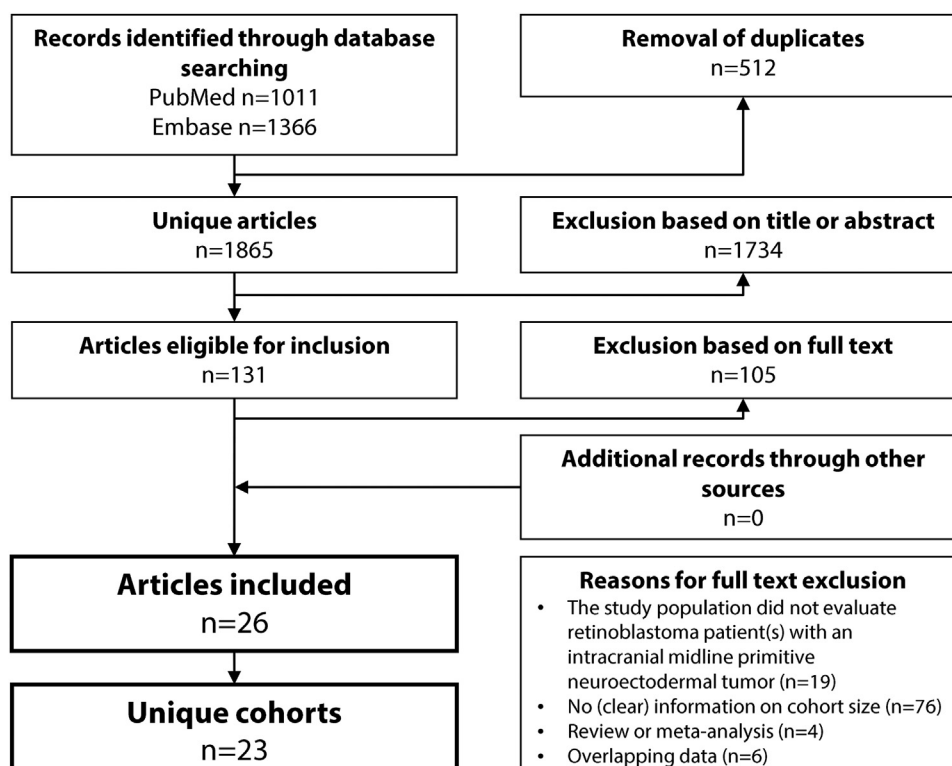 Records identified through database
searching
PubMed n=1011
Embase n=1366
Removal of duplicates
n=512
Unique articles
n=1865
Exclusion based on title or abstract
n=1734
Articles eligible for inclusion
n=131
Exclusion based on full text
n=105
Additional records through other
sources
n=0
Articles included
n=26
Unique cohorts
n=23
Reasons for full text exclusion
• The study population did not evaluate
retinoblastoma patient(s) with an
intracranial midline primitive
neuroectodermal tumor (n=19)
• No (clear) information on cohort size (n=76)
• Review or meta-analysis (n=4)
• Overlapping data (n=6)